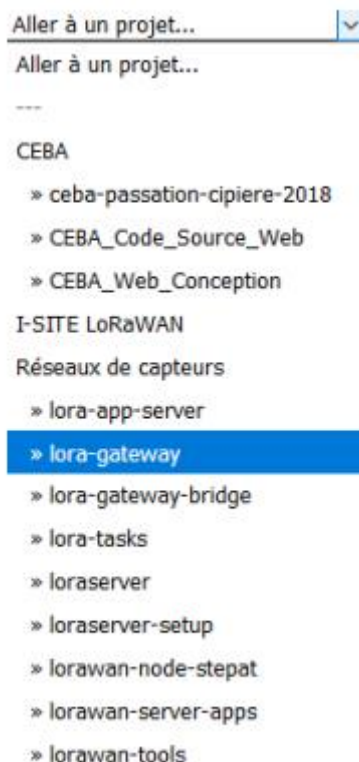 Aller à un projet...
Aller à un projet...
---
CEBA
» ceba-passation-cipiere-2018
» CEBA_Code_Source_Web
» CEBA_Web_Conception
I-SITE LoRaWAN
Réseaux de capteurs
» lora-app-server
» lora-gateway
» lora-gateway-bridge
» lora-tasks
» loraserver
» loraserver-setup
» lorawan-node-stepat
» lorawan-server-apps
» lorawan-tools